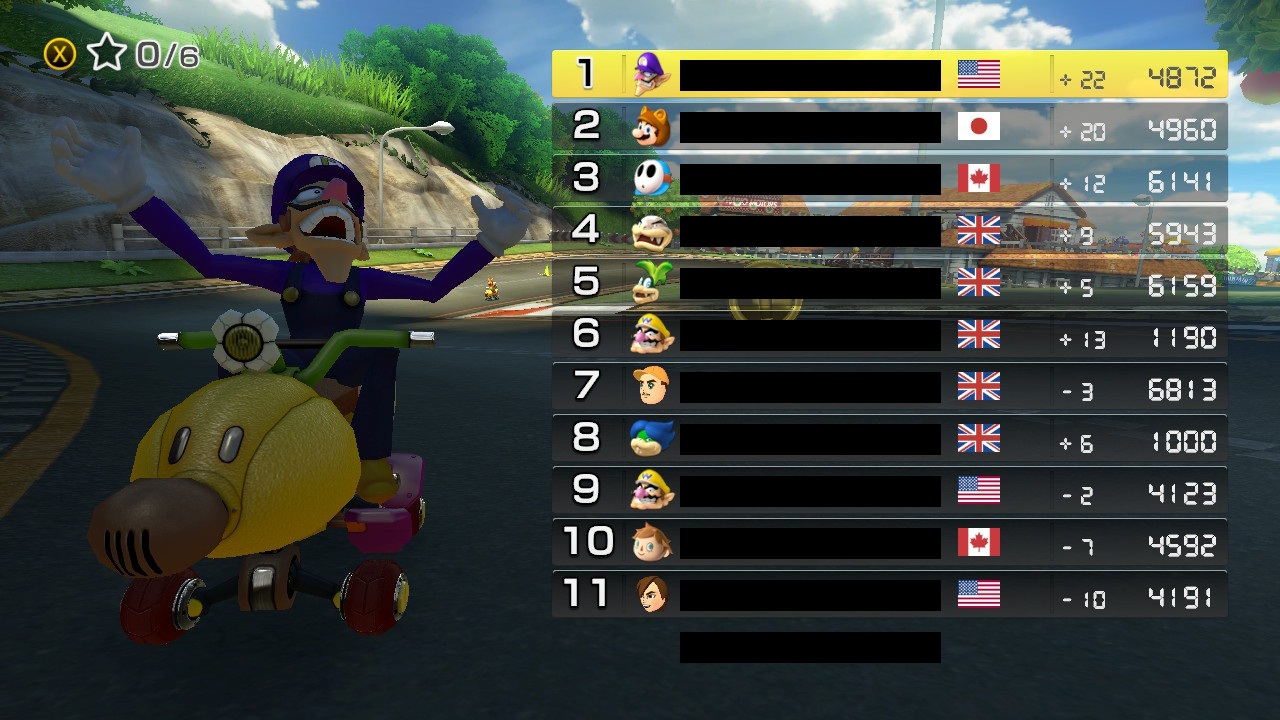 X 0/6
1 + 22 4872
2 + 20 4960
3 + 12 6141
4 + 9 5943
5 + 5 6159
6 + 13 1190
7 - 3 6813
8 + 6 1000
9 - 2 4123
10 - 7 4592
11 - 10 4191